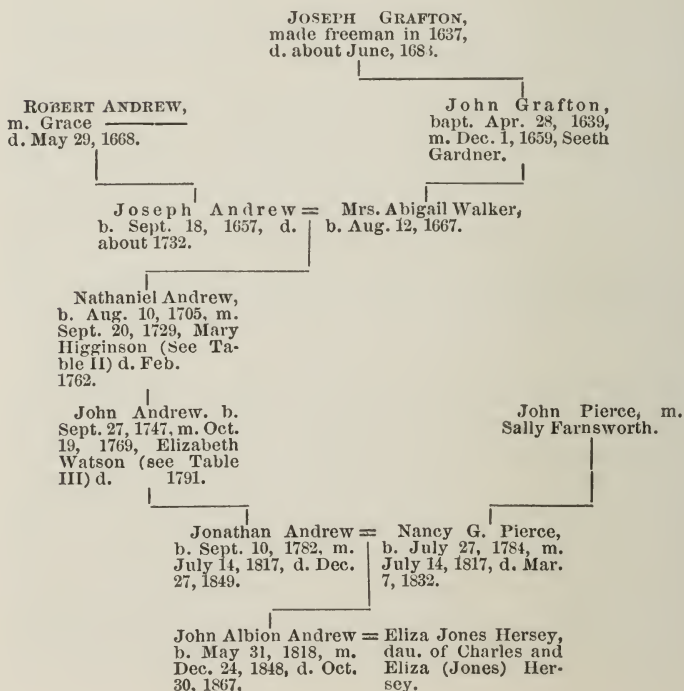 JOSEPH GRAFTON,
made freeman in 1637,
d. about June, 1683.
ROBERT ANDREW,
m. Grace ———
d. May 29, 1668.
John Grafton,
bapt. Apr. 28, 1639,
m. Dec. 1, 1659, Seeth
Gardner.
Joseph Andrew =
b. Sept. 18, 1657, d.
about 1732.
Mrs. Abigail Walker,
b. Aug. 12, 1667.
Nathaniel Andrew,
b. Aug. 10, 1705, m.
Sept. 20, 1729, Mary
Higginson (See Ta-
ble II) d. Feb.
1762.
John Andrew. b.
Sept. 27, 1747, m. Oct.
19, 1769, Elizabeth
Watson (see Table
III) d. 1791.
John Pierce, m.
Sally Farnsworth.
Jonathan Andrew =
b. Sept. 10, 1782, m.
July 14, 1817, d. Dec.
27, 1849.
Nancy G. Pierce,
b. July 27, 1784, m.
July 14, 1817, d. Mar.
7, 1832.
John Albion Andrew =
b. May 31, 1818, m.
Dec. 24, 1848, d. Oct.
30, 1867.
Eliza Jones Hersey,
dau. of Charles and
Eliza (Jones) Her-
sey.